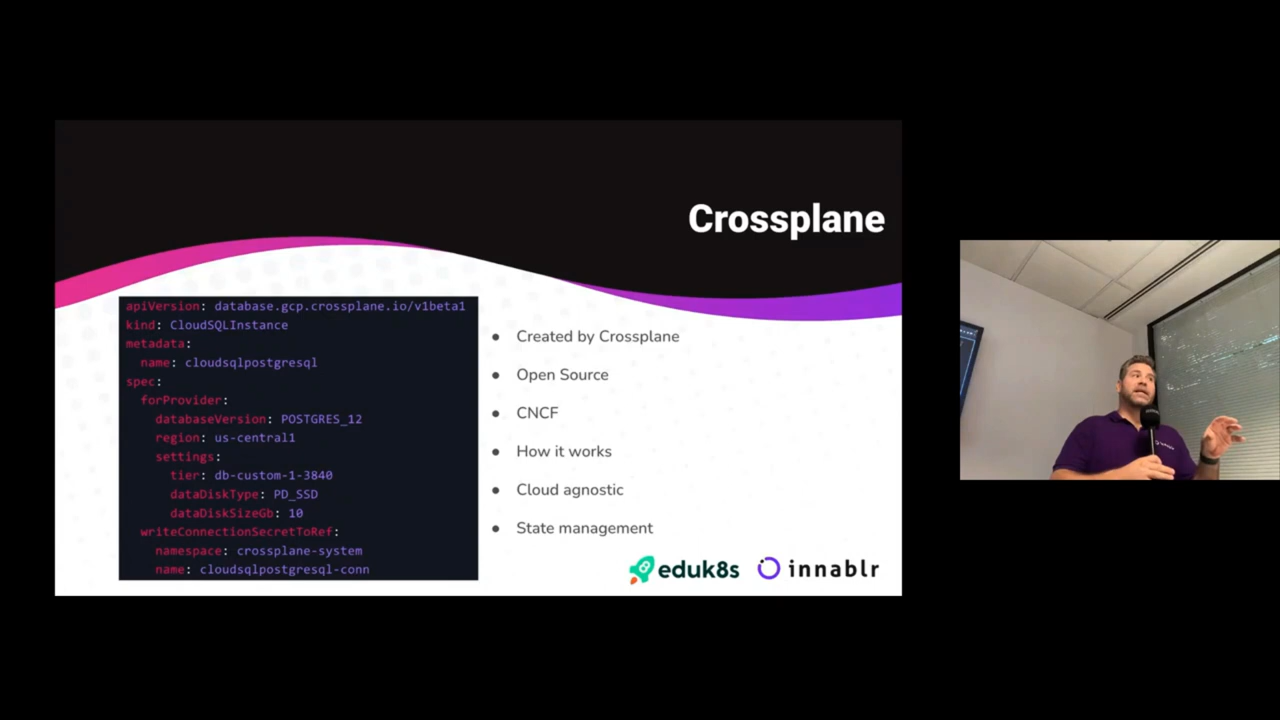 Crossplane
apiVersion: database.gcp.crossplane.io/v1beta1
kind: CloudSQLInstance
metadata:
name: cloudsqlpostgresql
spec:
forProvider:
databaseVersion: POSTGRES_12
region: us-central1
settings:
tier: db-custom-1-3840
dataDiskType: PD_SSD
dataDiskSizeGb: 10
writeConnectionSecretToRef:
namespace: crossplane-system
name: cloudsqlpostgresql-conn
• Created by Crossplane
• Open Source
• CNCF
• How it works
• Cloud agnostic
• State management
eduk8s
innablr